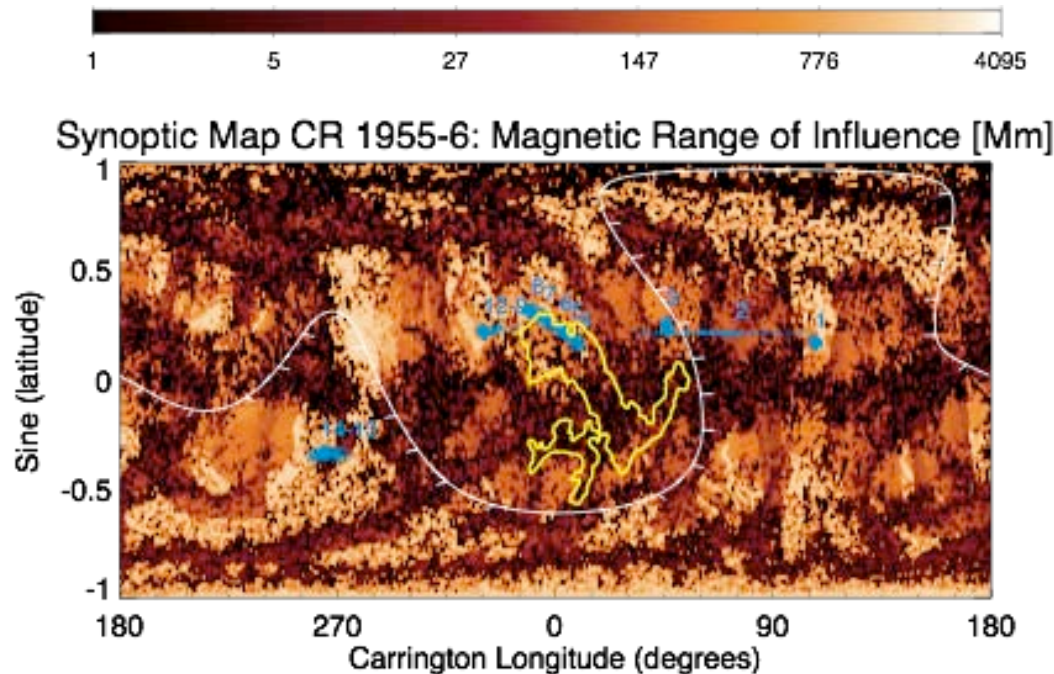 1 5 27 147 776 4095
Synoptic Map CR 1955-6: Magnetic Range of Influence [Mm]
1
0.5
0
-0.5
-1
Sine (latitude)
3
2
1
180 270 0 90 180
Carrington Longitude (degrees)